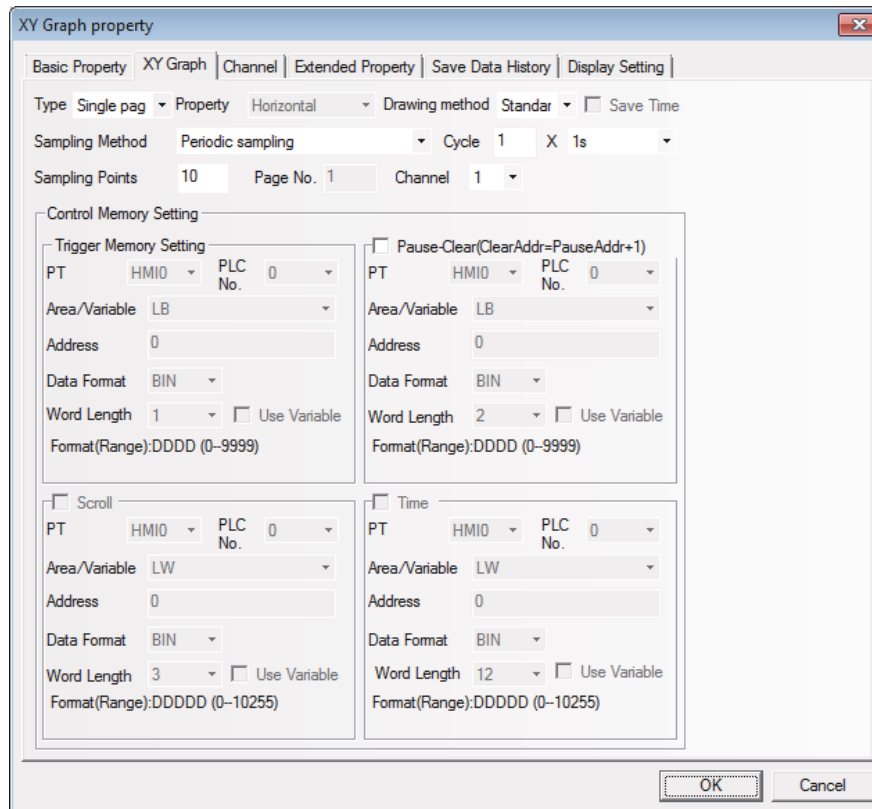 XY Graph property
Basic Property XY Graph Channel Extended Property Save Data History Display Setting
Type Single pag Property Horizontal Drawing method Standar Save Time
Sampling Method Periodic sampling Cycle 1 X 1s
Sampling Points 10 Page No. 1 Channel 1
Control Memory Setting
Trigger Memory Setting
PT HMI0 PLC No. 0
Area/Variable LB
Address 0
Data Format BIN
Word Length 1 Use Variable
Format(Range):DDDD (0--9999)
Pause-Clear(ClearAddr=PauseAddr+1)
PT HMI0 PLC No. 0
Area/Variable LB
Address 0
Data Format BIN
Word Length 2 Use Variable
Format(Range):DDDD (0--9999)
Scroll
PT HMI0 PLC No. 0
Area/Variable LW
Address 0
Data Format BIN
Word Length 3 Use Variable
Format(Range):DDDDD (0--10255)
Time
PT HMI0 PLC No. 0
Area/Variable LW
Address 0
Data Format BIN
Word Length 12 Use Variable
Format(Range):DDDDD (0--10255)
OK Cancel